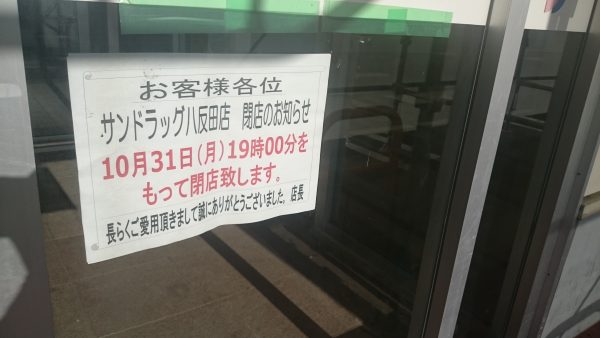 お客様各位
サンドラッグ八反田店 閉店のお知らせ
10月31日(月)19時00分を
もって閉店致します。
長らくご愛用頂きまして誠にありがとうございました。店長